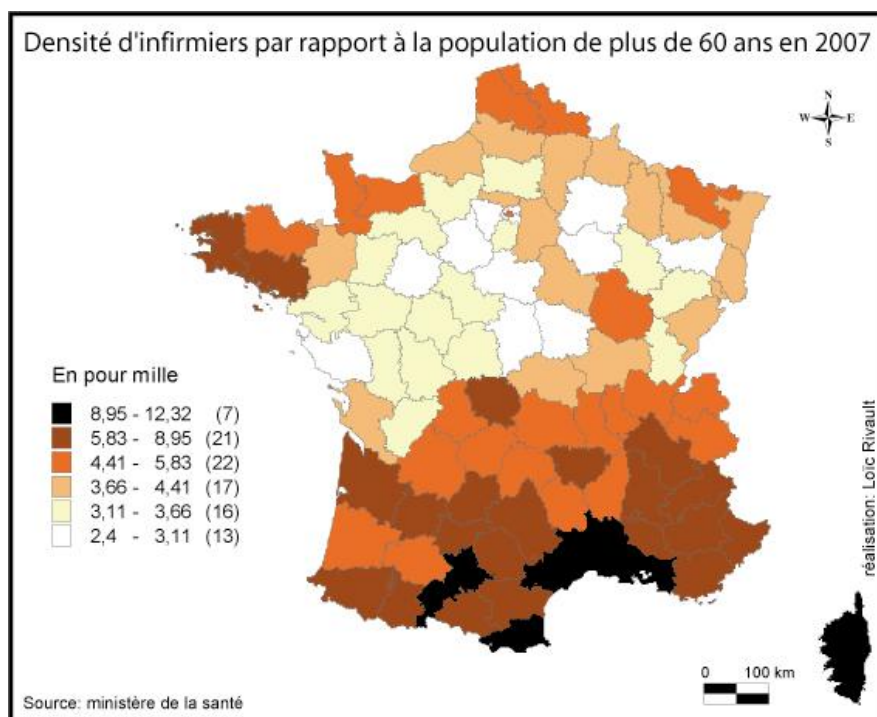 Densité d'infirmiers par rapport à la population de plus de 60 ans en 2007
N
W E
S
En pour mille
8,95 - 12,32 (7)
5,83 - 8,95 (21)
4,41 - 5,83 (22)
3,66 - 4,41 (17)
3,11 - 3,66 (16)
2,4 - 3,11 (13)
réalisation: Loïc Rivault
0 100 km
Source: ministère de la santé